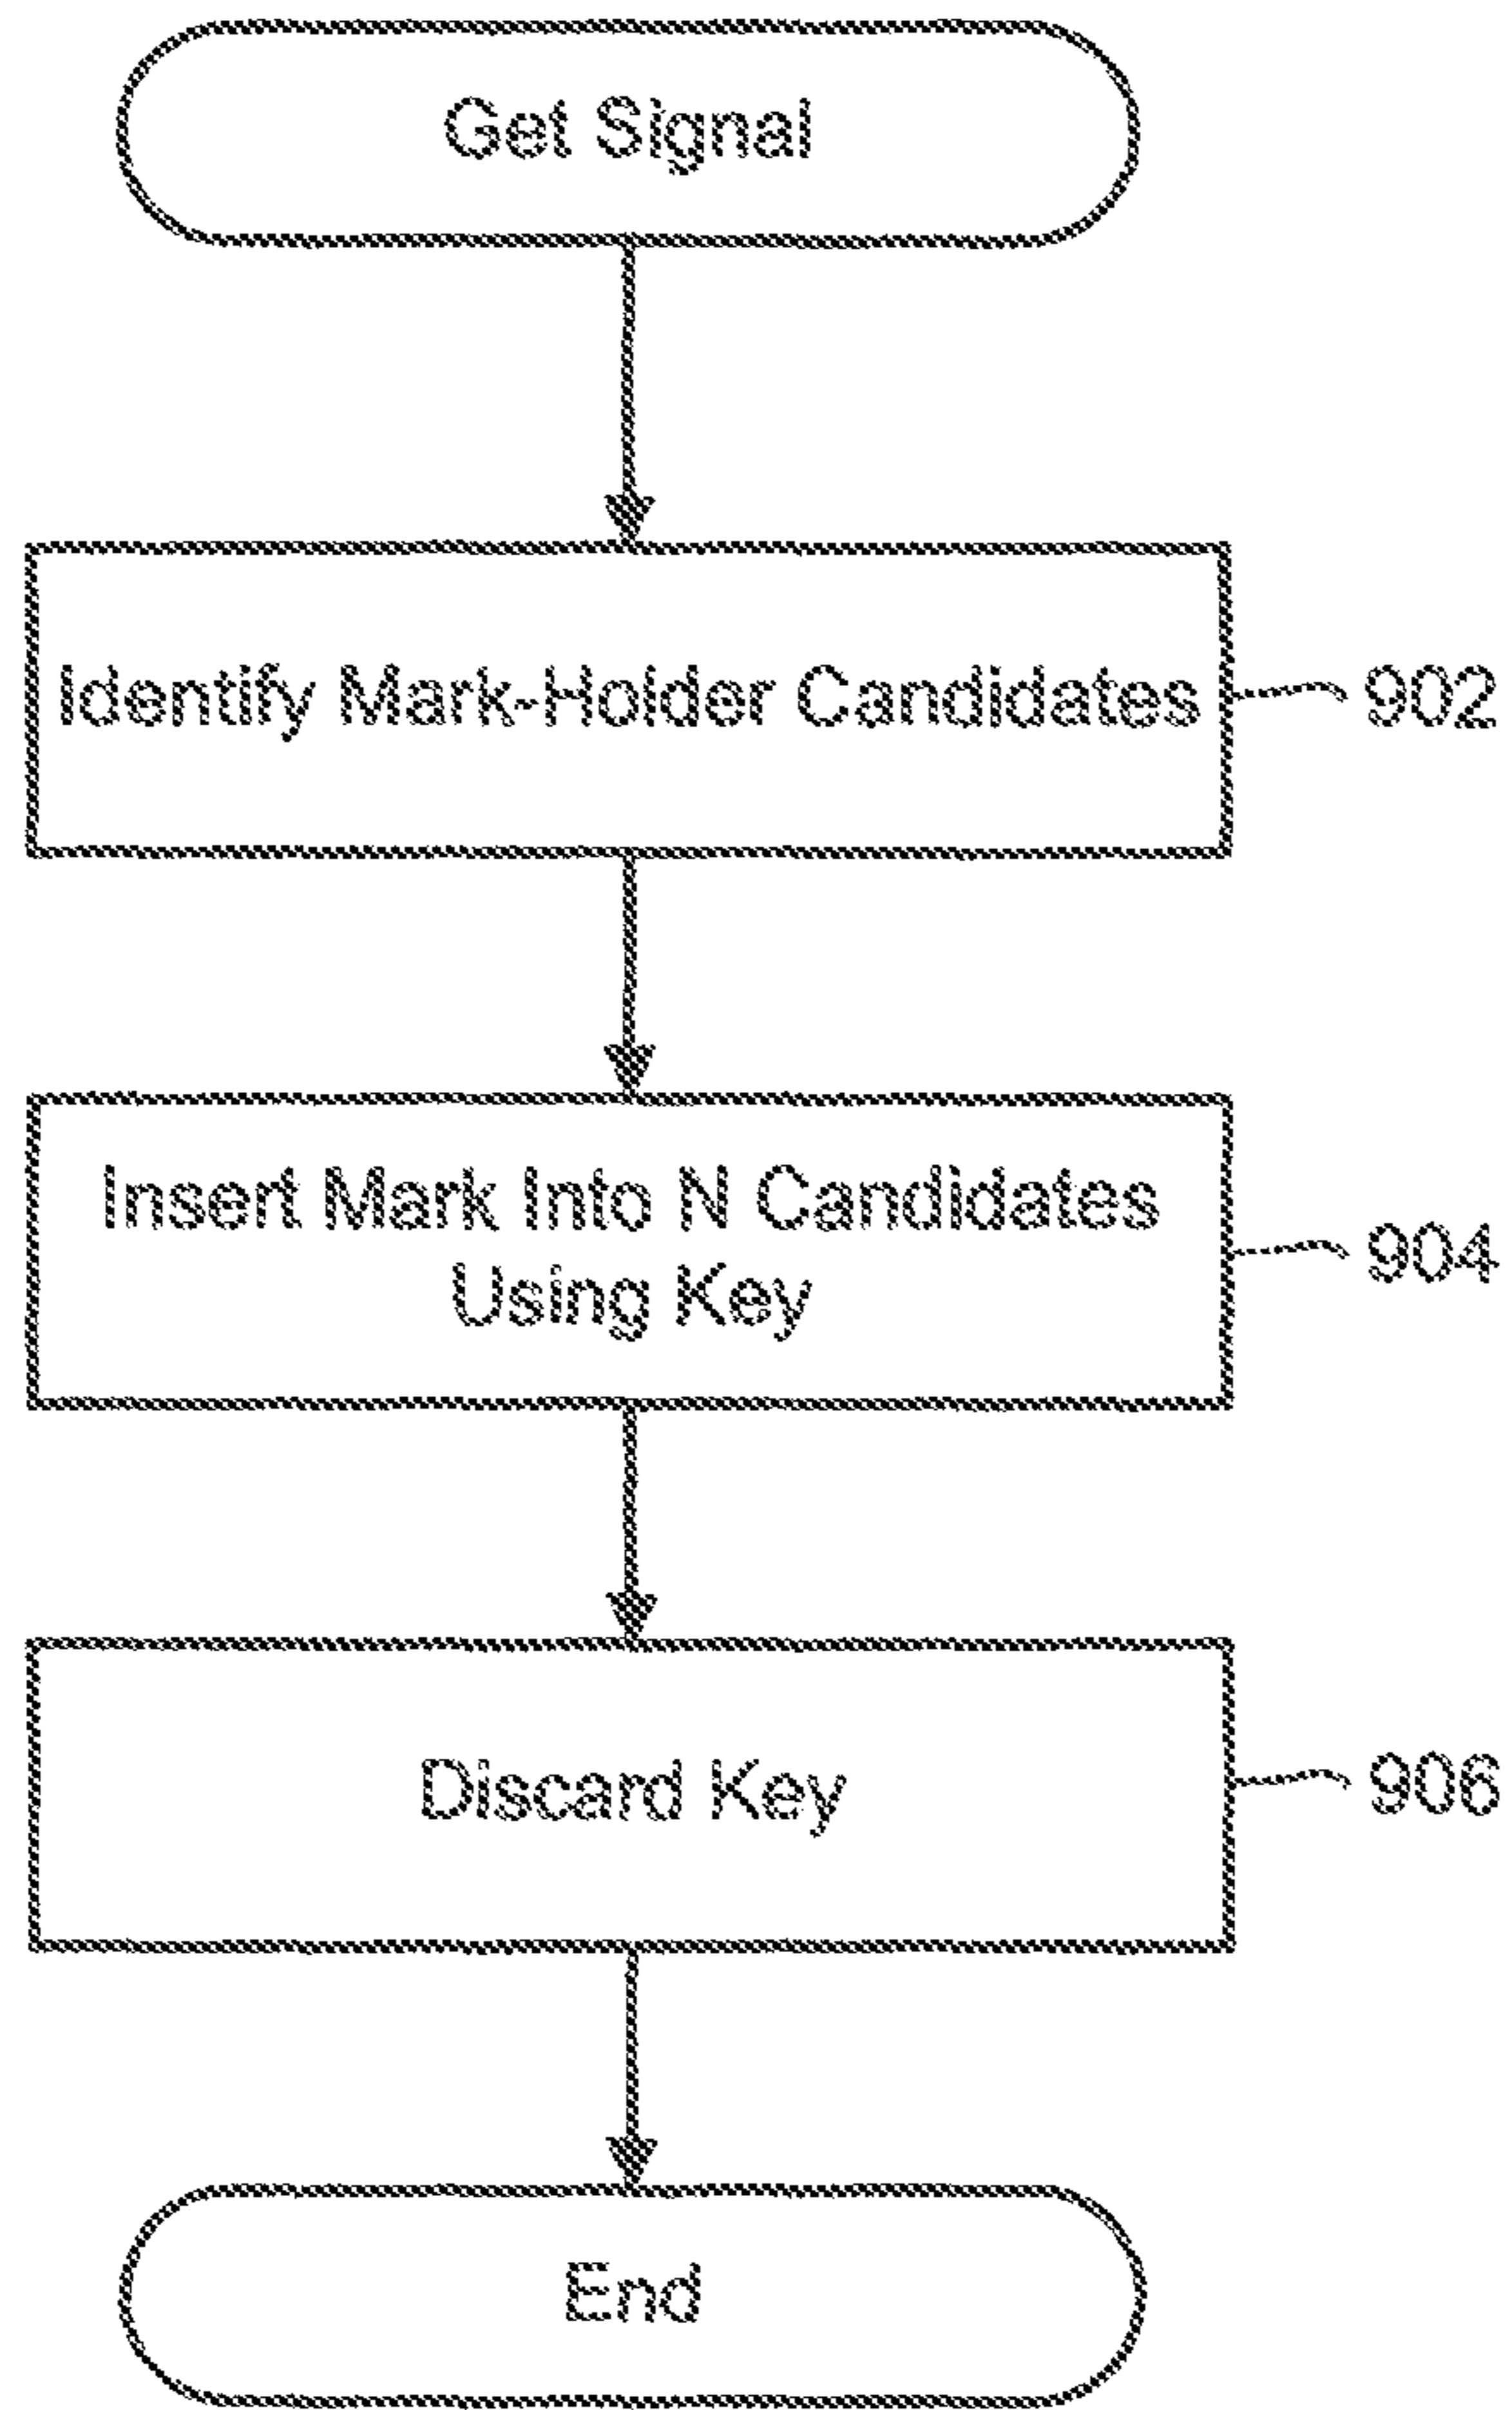 Get Signal
Identify Mark-Holder Candidates
902
Insert Mark Into N Candidates
Using Key
904
Discard Key
906
End